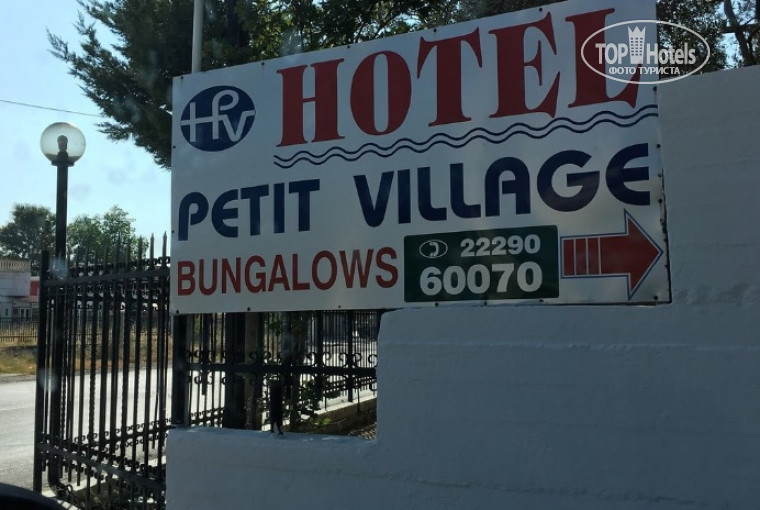 TOP Hotels
ФОТО ТУРИСТА
HPV
HOTEL
PETIT VILLAGE
BUNGALOWS
22290
60070